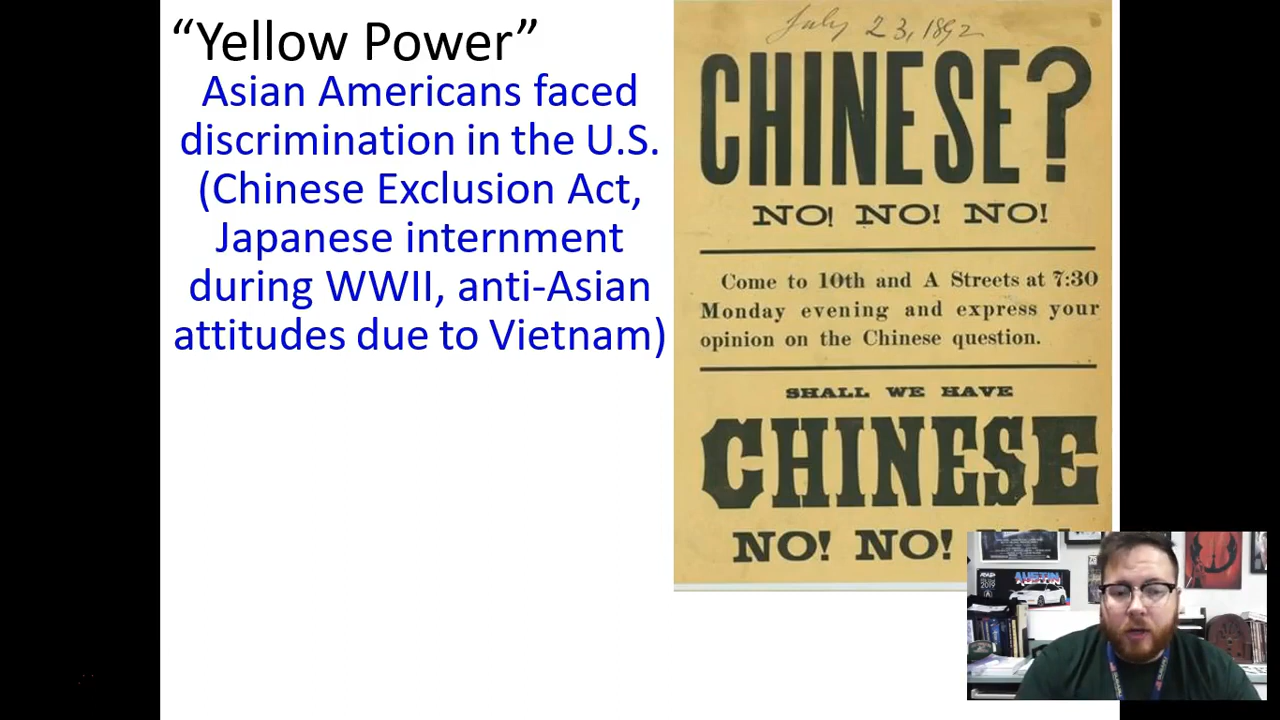 “Yellow Power”
Asian Americans faced
discrimination in the U.S.
(Chinese Exclusion Act,
Japanese internment
during WWII, anti-Asian
attitudes due to Vietnam)
July 23, 1892
CHINESE?
NO! NO! NO!
Come to 10th and A Streets at 7:30
Monday evening and express your
opinion on the Chinese question.
SHALL WE HAVE
CHINESE
NO! NO!
AUSTIN